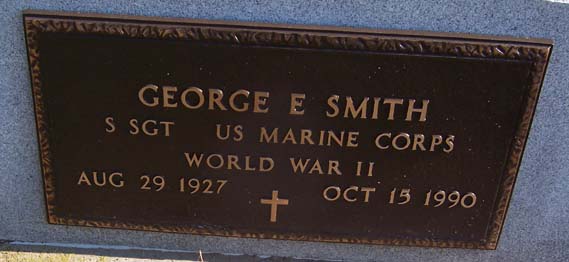 GEORGE E SMITH
S SGT US MARINE CORPS
WORLD WAR II
AUG 29 1927 OCT 15 1990